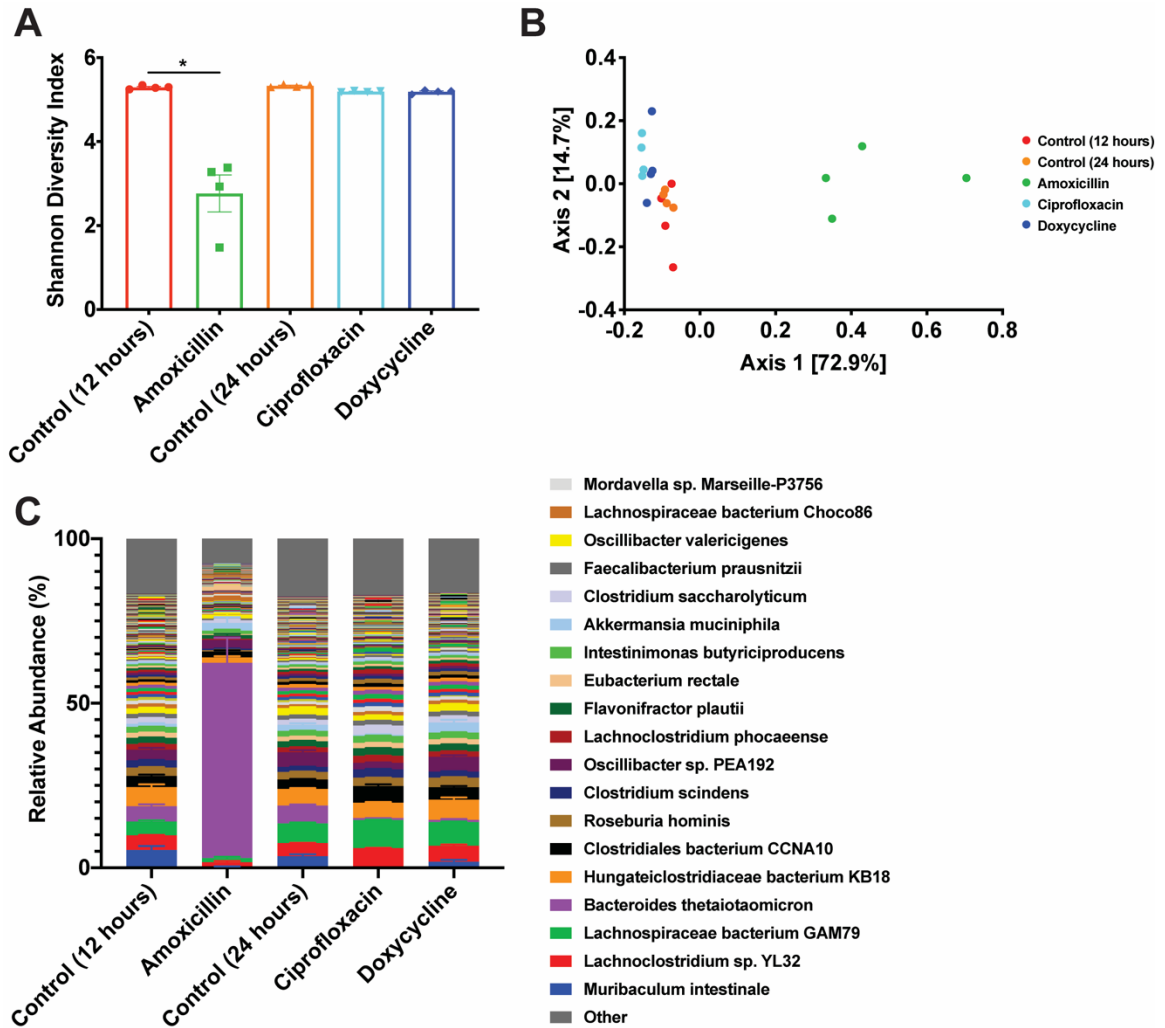 A
Shannon Diversity Index
6
4
2
0
*
Control (12 hours)
Amoxicillin
Control (24 hours)
Ciprofloxacin
Doxycycline
B
Axis 2 [14.7%]
0.4
0.2
0.0
-0.2
-0.4
-0.2 0.0 0.2 0.4 0.6 0.8
Axis 1 [72.9%]
Control (12 hours)
Control (24 hours)
Amoxicillin
Ciprofloxacin
Doxycycline
C
Relative Abundance (%)
100
50
0
Control (12 hours)
Amoxicillin
Control (24 hours)
Ciprofloxacin
Doxycycline
Mordavella sp. Marseille-P3756
Lachnospiraceae bacterium Choco86
Oscillibacter valericigenes
Faecalibacterium prausnitzii
Clostridium saccharolyticum
Akkermansia muciniphila
Intestinimonas butyriciproducens
Eubacterium rectale
Flavonifractor plautii
Lachnoclostridium phocaeense
Oscillibacter sp. PEA192
Clostridium scindens
Roseburia hominis
Clostridiales bacterium CCNA10
Hungateiclostridiaceae bacterium KB18
Bacteroides thetaiotaomicron
Lachnospiraceae bacterium GAM79
Lachnoclostridium sp. YL32
Muribaculum intestinale
Other